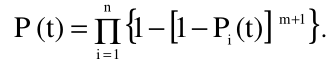 P(t) = ∏_{i=1}^{n} {1 − [1 − P_i(t)]^{m+1}}.